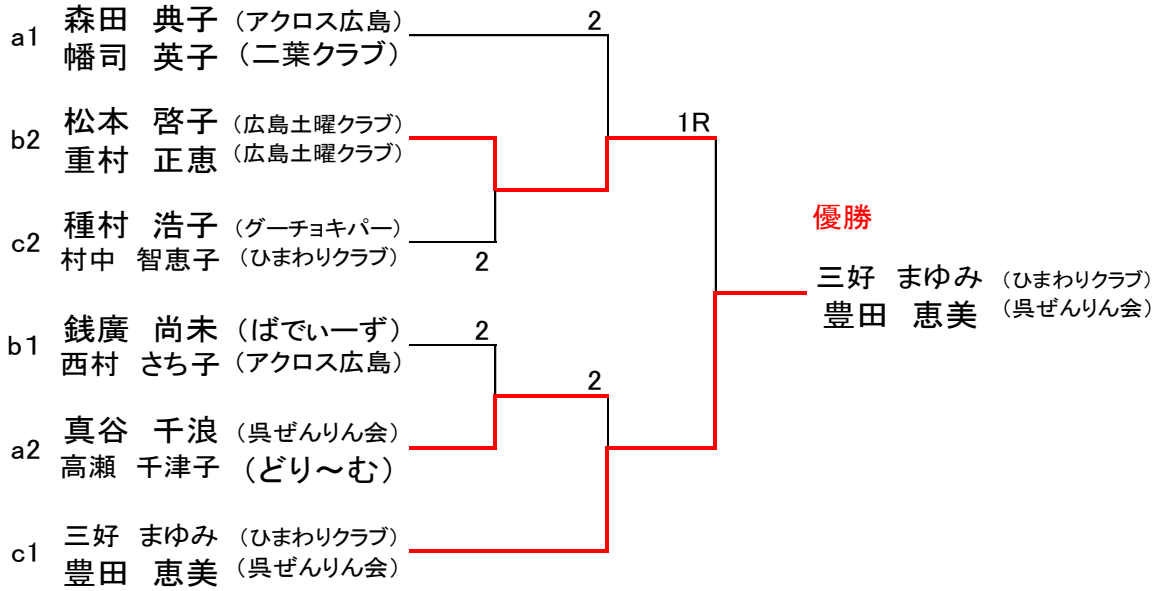 a1 森田 典子 (アクロス広島) 2
幡司 英子 (二葉クラブ)
b2 松本 啓子 (広島土曜クラブ) 1R
重村 正恵 (広島土曜クラブ)
c2 種村 浩子 (グーチョキパー)
村中 智恵子 (ひまわりクラブ) 2
優勝
三好 まゆみ (ひまわりクラブ)
豊田 恵美 (呉ぜんりん会)
b1 銭廣 尚未 (ばでぃーず) 2
西村 さち子 (アクロス広島) 2
a2 真谷 千浪 (呉ぜんりん会)
高瀬 千津子 (どり~む)
c1 三好 まゆみ (ひまわりクラブ)
豊田 恵美 (呉ぜんりん会)